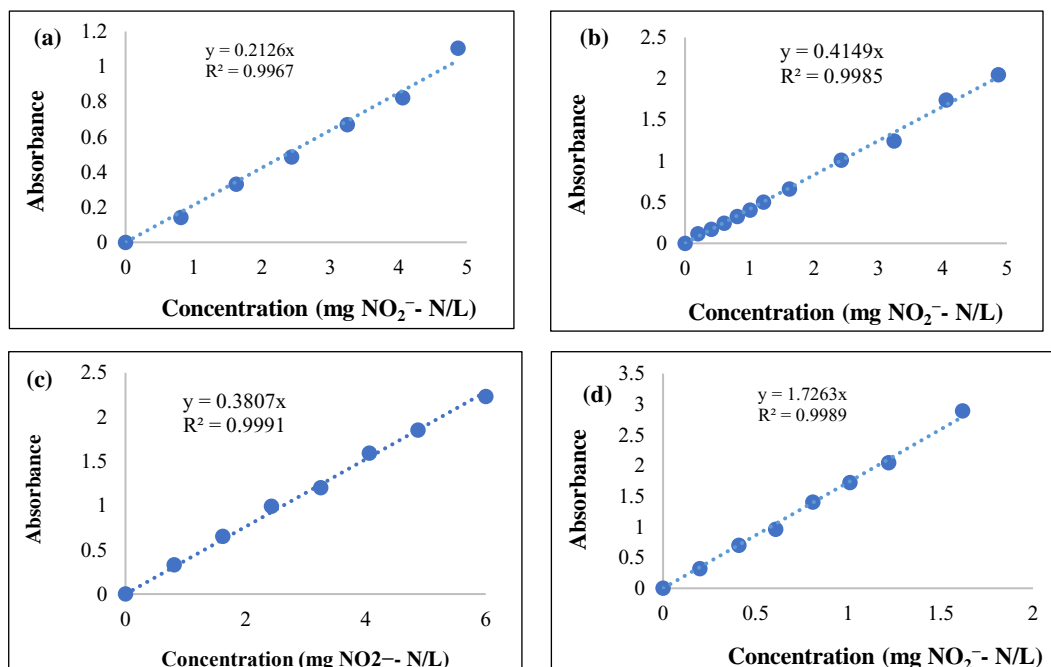 (a)
y = 0.2126x
R² = 0.9967
1.2
1
0.8
0.6
0.4
0.2
0
0 1 2 3 4 5
Absorbance
Concentration (mg NO₂⁻- N/L)
(b)
y = 0.4149x
R² = 0.9985
2.5
2
1.5
1
0.5
0
0 1 2 3 4 5
Absorbance
Concentration (mg NO₂⁻- N/L)
(c)
y = 0.3807x
R² = 0.9991
2.5
2
1.5
1
0.5
0
0 2 4 6
Absorbance
Concentration (mg NO2−- N/L)
(d)
y = 1.7263x
R² = 0.9989
3.5
3
2.5
2
1.5
1
0.5
0
0 0.5 1 1.5 2
Absorbance
Concentration (mg NO₂⁻- N/L)